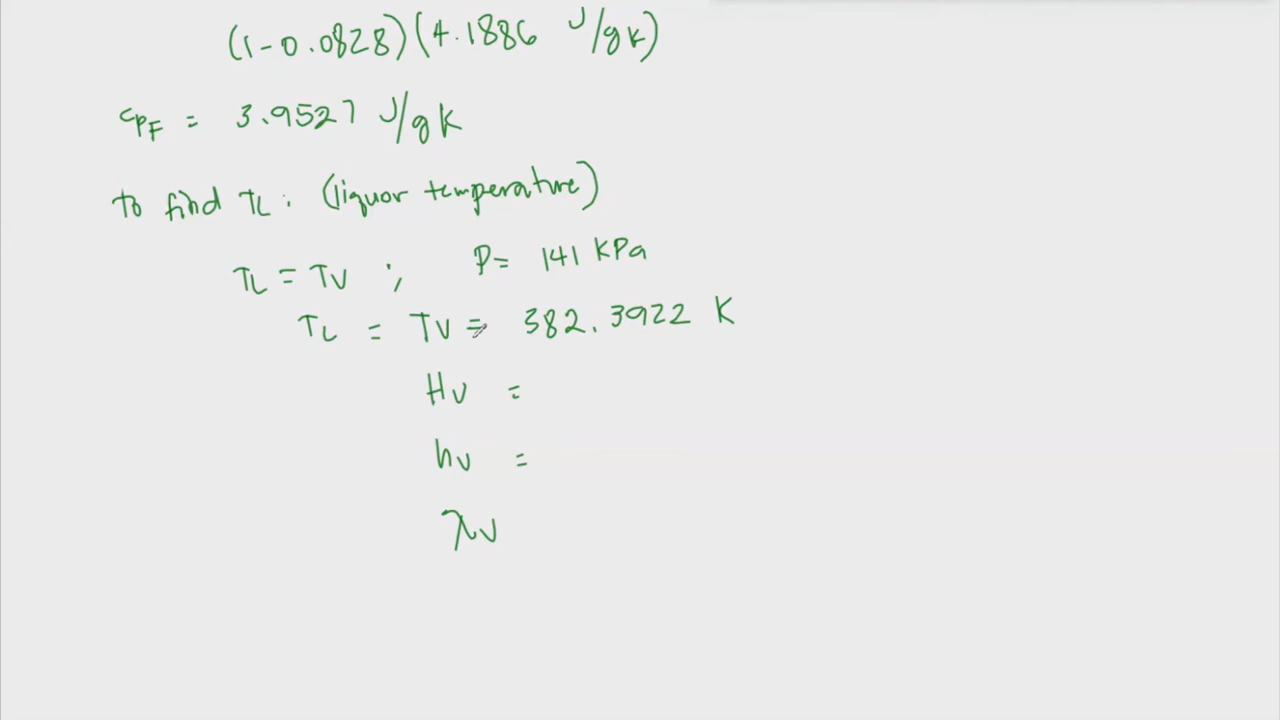 (1-0.0828)(4.1886 J/gK)
CPF = 3.9527 J/gK
to find TL: (liquor temperature)
TL = TV ; P= 141 KPa
TL = TV = 382.3922 K
HV =
hV =
λV